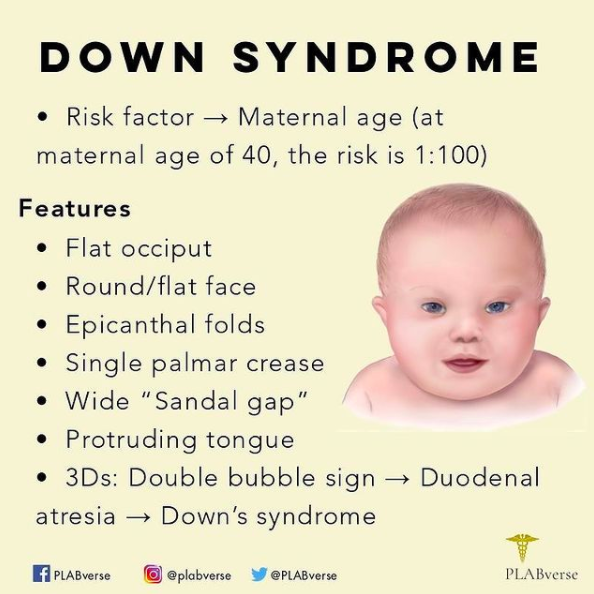 DOWN SYNDROME
• Risk factor → Maternal age (at
maternal age of 40, the risk is 1:100)
Features
• Flat occiput
• Round/flat face
• Epicanthal folds
• Single palmar crease
• Wide “Sandal gap”
• Protruding tongue
• 3Ds: Double bubble sign → Duodenal
atresia → Down’s syndrome
PLABverse @plabverse @PLABverse
PLABverse